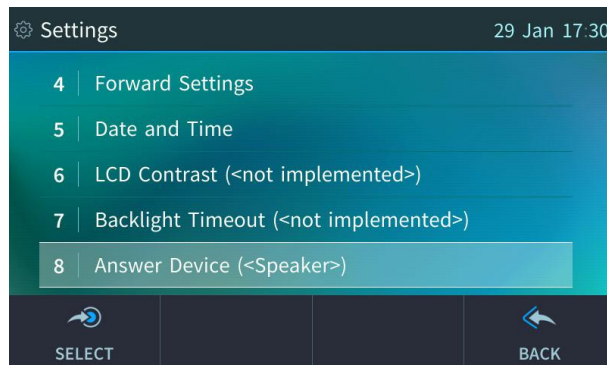 Settings 29 Jan 17:30
4 Forward Settings
5 Date and Time
6 LCD Contrast (<not implemented>)
7 Backlight Timeout (<not implemented>)
8 Answer Device (<Speaker>)
SELECT BACK